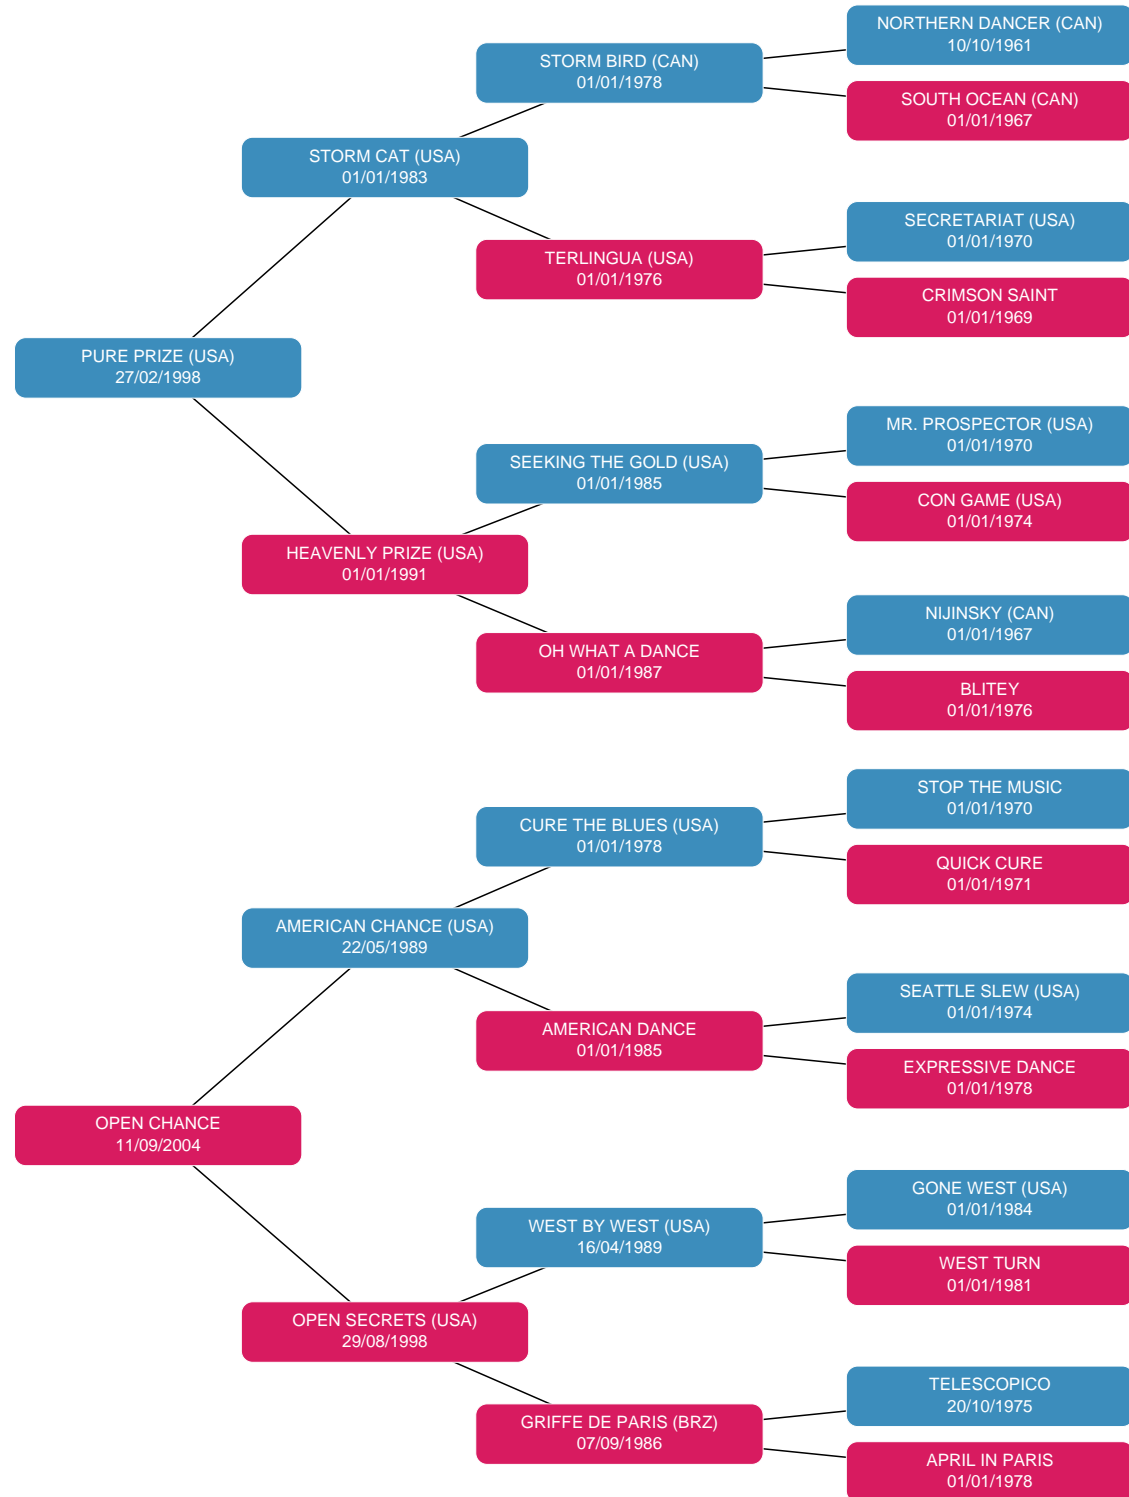 NORTHERN DANCER (CAN)
10/10/1961
STORM BIRD (CAN)
01/01/1978
SOUTH OCEAN (CAN)
01/01/1967
STORM CAT (USA)
01/01/1983
SECRETARIAT (USA)
01/01/1970
TERLINGUA (USA)
01/01/1976
CRIMSON SAINT
01/01/1969
PURE PRIZE (USA)
27/02/1998
MR. PROSPECTOR (USA)
01/01/1970
SEEKING THE GOLD (USA)
01/01/1985
CON GAME (USA)
01/01/1974
HEAVENLY PRIZE (USA)
01/01/1991
NIJINSKY (CAN)
01/01/1967
OH WHAT A DANCE
01/01/1987
BLITEY
01/01/1976
STOP THE MUSIC
01/01/1970
CURE THE BLUES (USA)
01/01/1978
QUICK CURE
01/01/1971
AMERICAN CHANCE (USA)
22/05/1989
SEATTLE SLEW (USA)
01/01/1974
AMERICAN DANCE
01/01/1985
EXPRESSIVE DANCE
01/01/1978
OPEN CHANCE
11/09/2004
GONE WEST (USA)
01/01/1984
WEST BY WEST (USA)
16/04/1989
WEST TURN
01/01/1981
OPEN SECRETS (USA)
29/08/1998
TELESCOPICO
20/10/1975
GRIFFE DE PARIS (BRZ)
07/09/1986
APRIL IN PARIS
01/01/1978